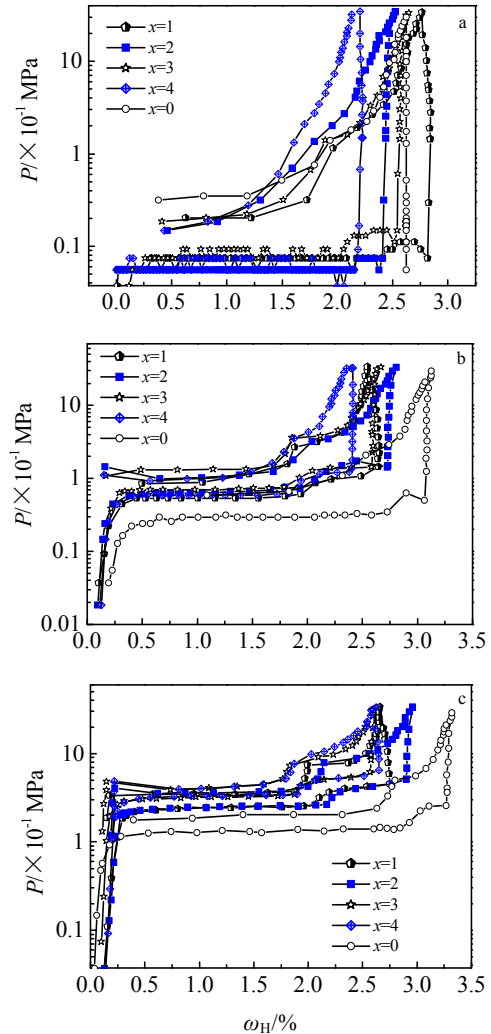 a
P/× 10⁻¹ MPa
10
1
0.1
x=1
x=2
x=3
x=4
x=0
0.0 0.5 1.0 1.5 2.0 2.5 3.0
b
P/× 10⁻¹ MPa
10
1
0.1
0.01
x=1
x=2
x=3
x=4
x=0
0.0 0.5 1.0 1.5 2.0 2.5 3.0
c
P/× 10⁻¹ MPa
10
1
0.1
x=1
x=2
x=3
x=4
x=0
0.0 0.5 1.0 1.5 2.0 2.5 3.0 3.5
ω_H/%